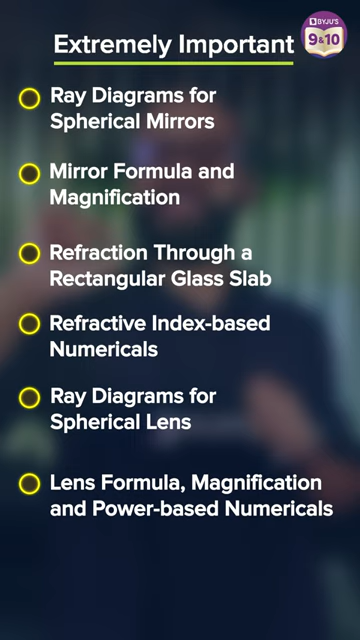 Extremely Important
BYJU'S
9&10
Ray Diagrams for
Spherical Mirrors
Mirror Formula and
Magnification
Refraction Through a
Rectangular Glass Slab
Refractive Index-based
Numericals
Ray Diagrams for
Spherical Lens
Lens Formula, Magnification
and Power-based Numericals